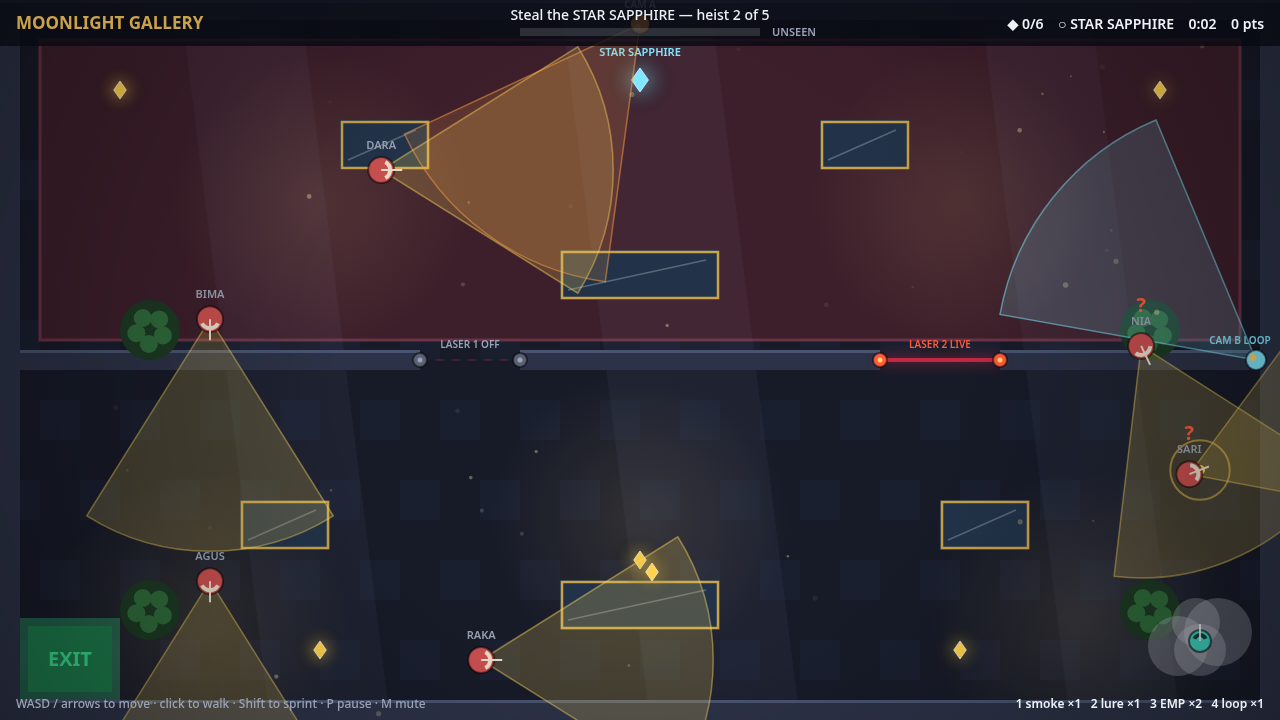 MOONLIGHT GALLERY
Steal the STAR SAPPHIRE — heist 2 of 5
◆ 0/6 ○ STAR SAPPHIRE 0:02 0 pts
UNSEEN
STAR SAPPHIRE
DARA
BIMA
?
NIA
LASER 1 OFF
LASER 2 LIVE
CAM B LOOP
?
SARI
AGUS
RAKA
EXIT
WASD / arrows to move · click to walk · Shift to sprint · P pause · M mute
1 smoke ×1 2 lure ×1 3 EMP ×2 4 loop ×1